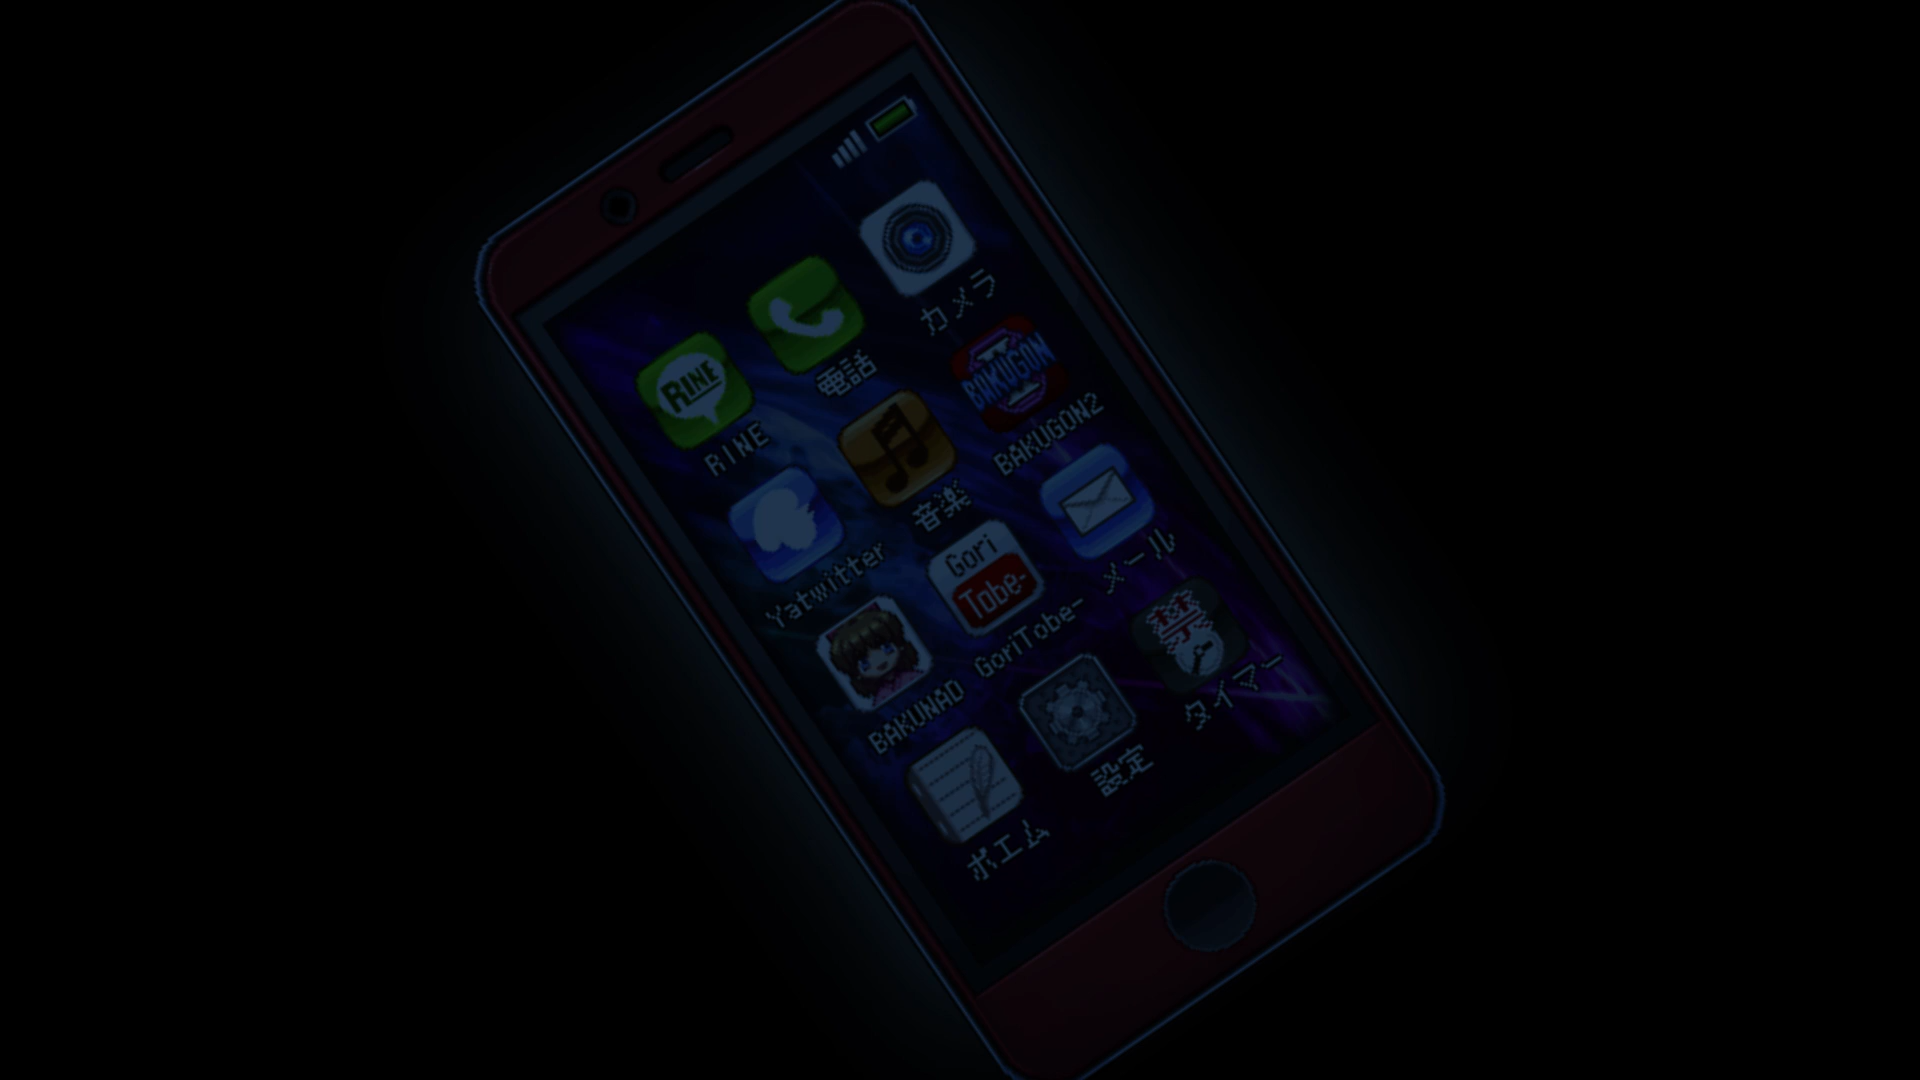 カメラ
電話
RINE
RINE
BAKUGON
BAKUGON2
音楽
Yatwitter
メール
Gori
Tobe-
GoriTobe-
BAKUNAD
禁
タイマー
設定
ポエム